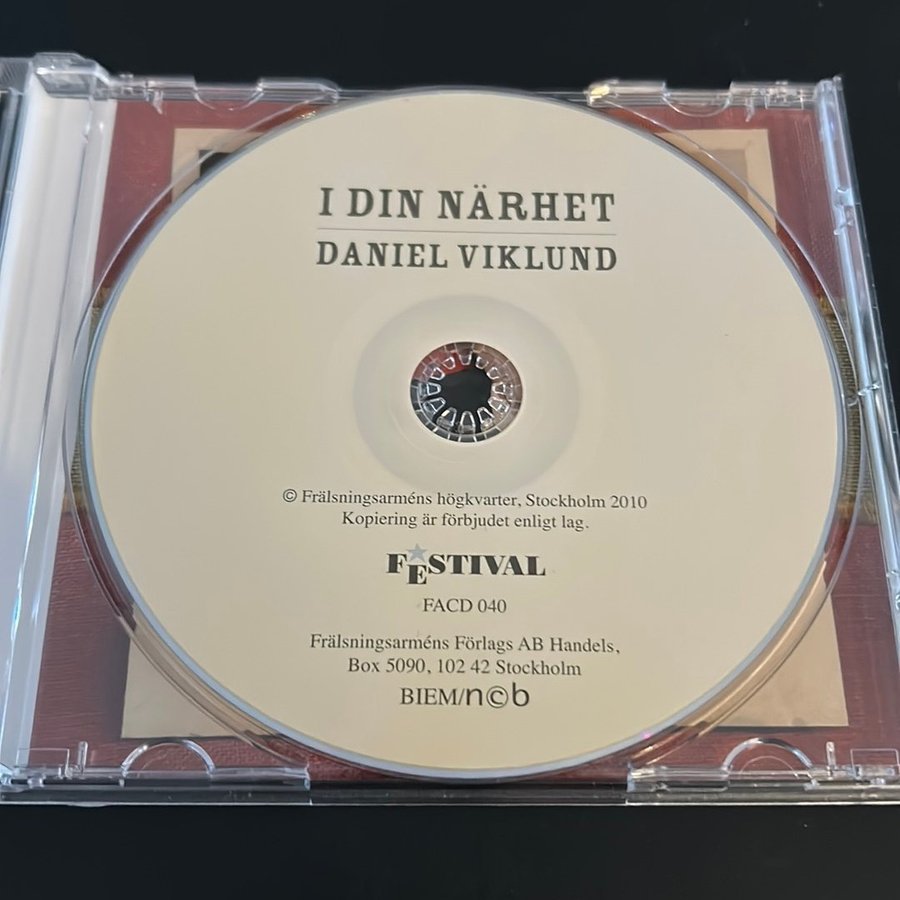 I DIN NÄRHET
DANIEL VIKLUND
© Frälsningsarméns högkvarter, Stockholm 2010
Kopiering är förbjudet enligt lag.
FESTIVAL
FACD 040
Frälsningsarméns Förlags AB Handels,
Box 5090, 102 42 Stockholm
BIEM/n©b